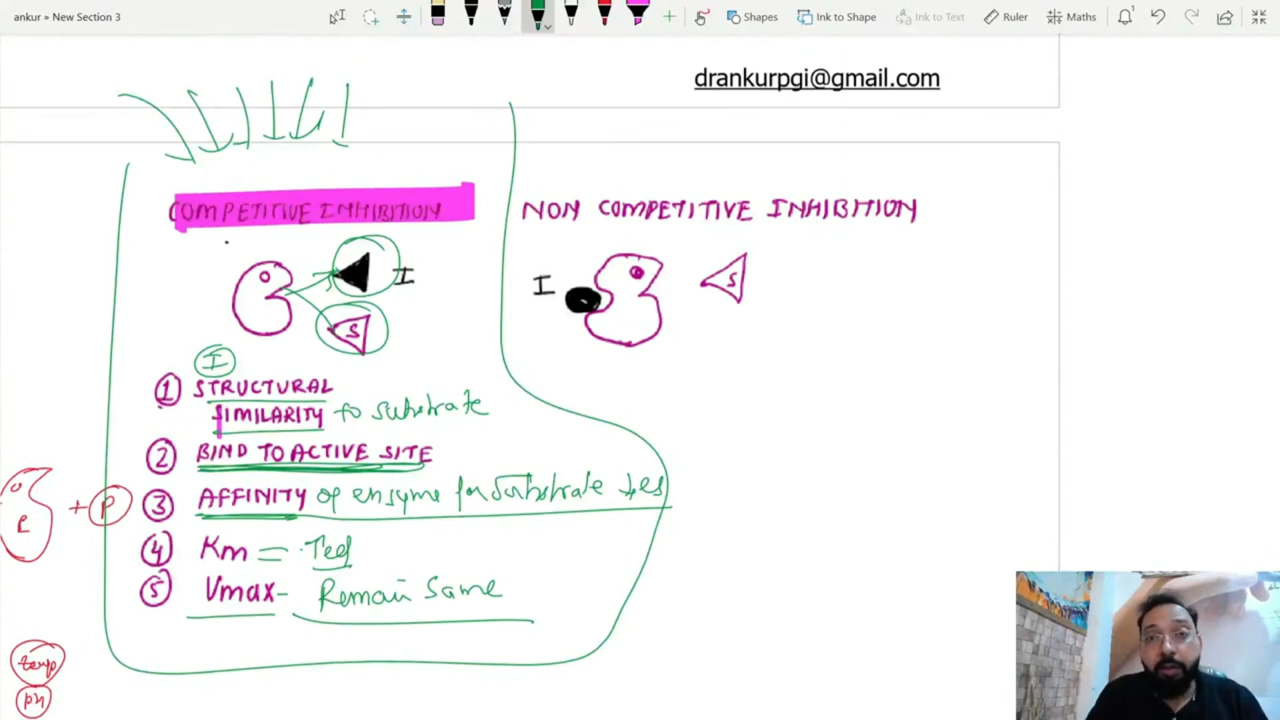 ankur » New Section 3
Shapes
Ink to Shape
Ink to Text
Ruler
Maths
drankurpgi@gmail.com
COMPETITIVE INHIBITION
I
S
I
① STRUCTURAL
SIMILARITY to substrate
② BIND TO ACTIVE SITE
③ AFFINITY of enzyme for substrate ↓es
④ Km = ↑ed
⑤ Vmax - Remain Same
+ P
temp
pH
NON COMPETITIVE INHIBITION
I
S